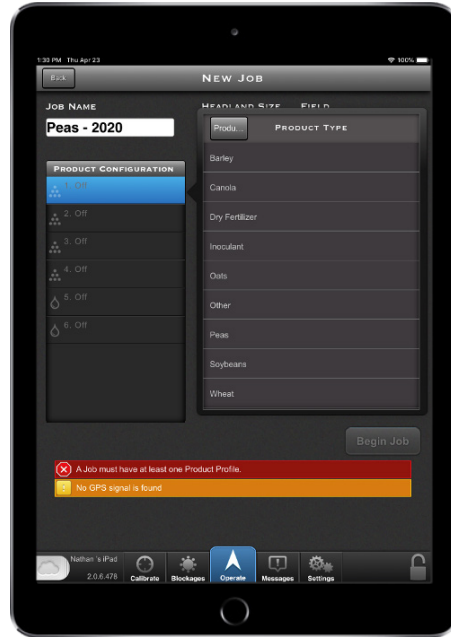 1:30 PM Thu Apr 23
100%
Back
NEW JOB
JOB NAME
HEADLAND SIZE
FIELD
Peas - 2020
Produ...
PRODUCT TYPE
PRODUCT CONFIGURATION
1. Off
2. Off
3. Off
4. Off
5. Off
6. Off
Barley
Canola
Dry Fertilizer
Inoculant
Oats
Other
Peas
Soybeans
Wheat
Begin Job
A Job must have at least one Product Profile.
No GPS signal is found
Nathan 's iPad
2.0.6.478
Calibrate
Blockages
Operate
Messages
Settings